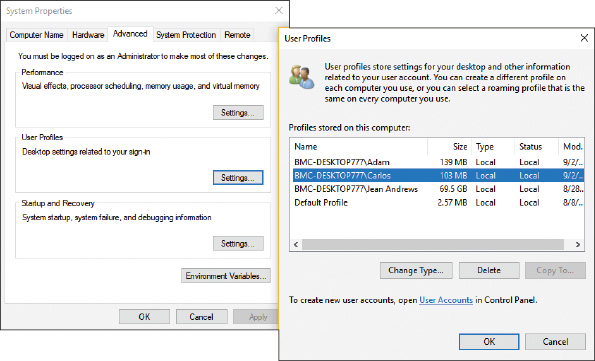 System Properties
Computer Name Hardware Advanced System Protection Remote
You must be logged on as an Administrator to make most of these changes.
Performance
Visual effects, processor scheduling, memory usage, and virtual memory
Settings...
User Profiles
Desktop settings related to your sign-in
Settings...
Startup and Recovery
System startup, system failure, and debugging information
Settings...
Environment Variables...
OK Cancel Apply
User Profiles
User profiles store settings for your desktop and other information
related to your user account. You can create a different profile on
each computer you use, or you can select a roaming profile that is the
same on every computer you use.
Profiles stored on this computer:
Name Size Type Status Mod.
BMC-DESKTOP777\Adam 139 MB Local Local 9/2/...
BMC-DESKTOP777\Carlos 103 MB Local Local 9/2/...
BMC-DESKTOP777\Jean Andrews 69.5 GB Local Local 8/28...
Default Profile 2.57 MB Local Local 8/8/...
Change Type... Delete Copy To...
To create new user accounts, open User Accounts in Control Panel.
OK Cancel